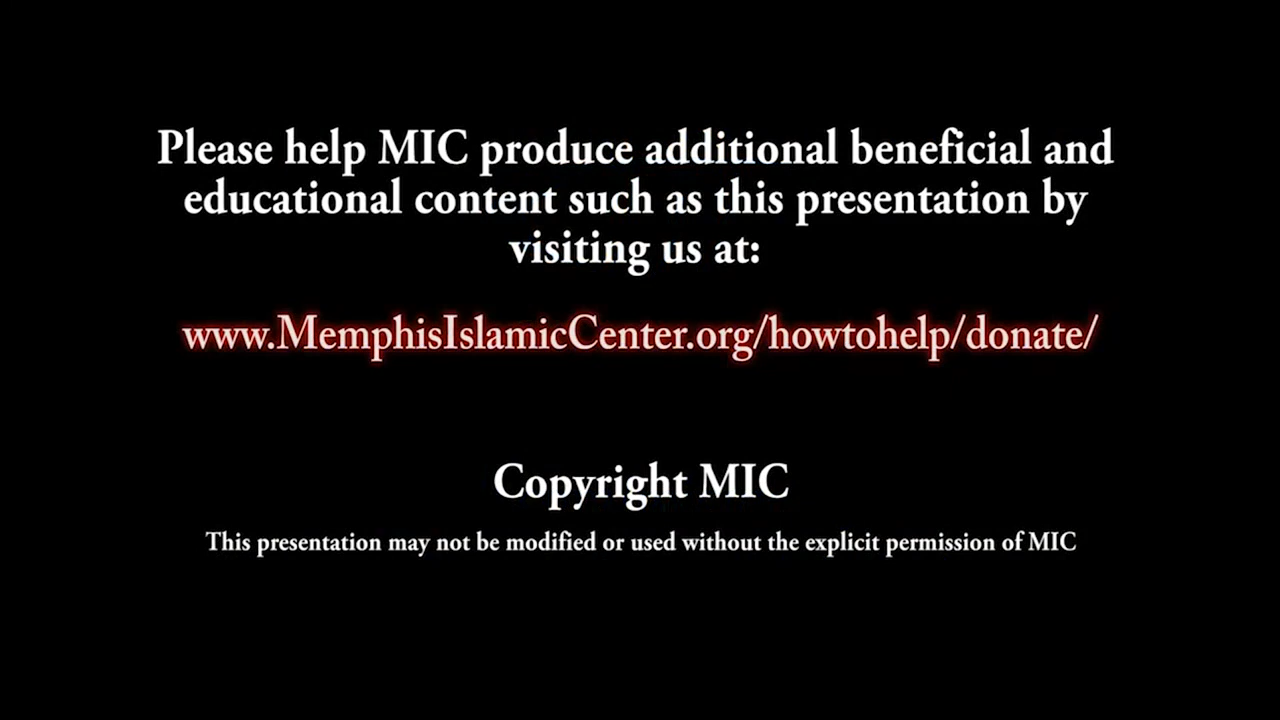 Please help MIC produce additional beneficial and
educational content such as this presentation by
visiting us at:
www.MemphisIslamicCenter.org/howtohelp/donate/
Copyright MIC
This presentation may not be modified or used without the explicit permission of MIC